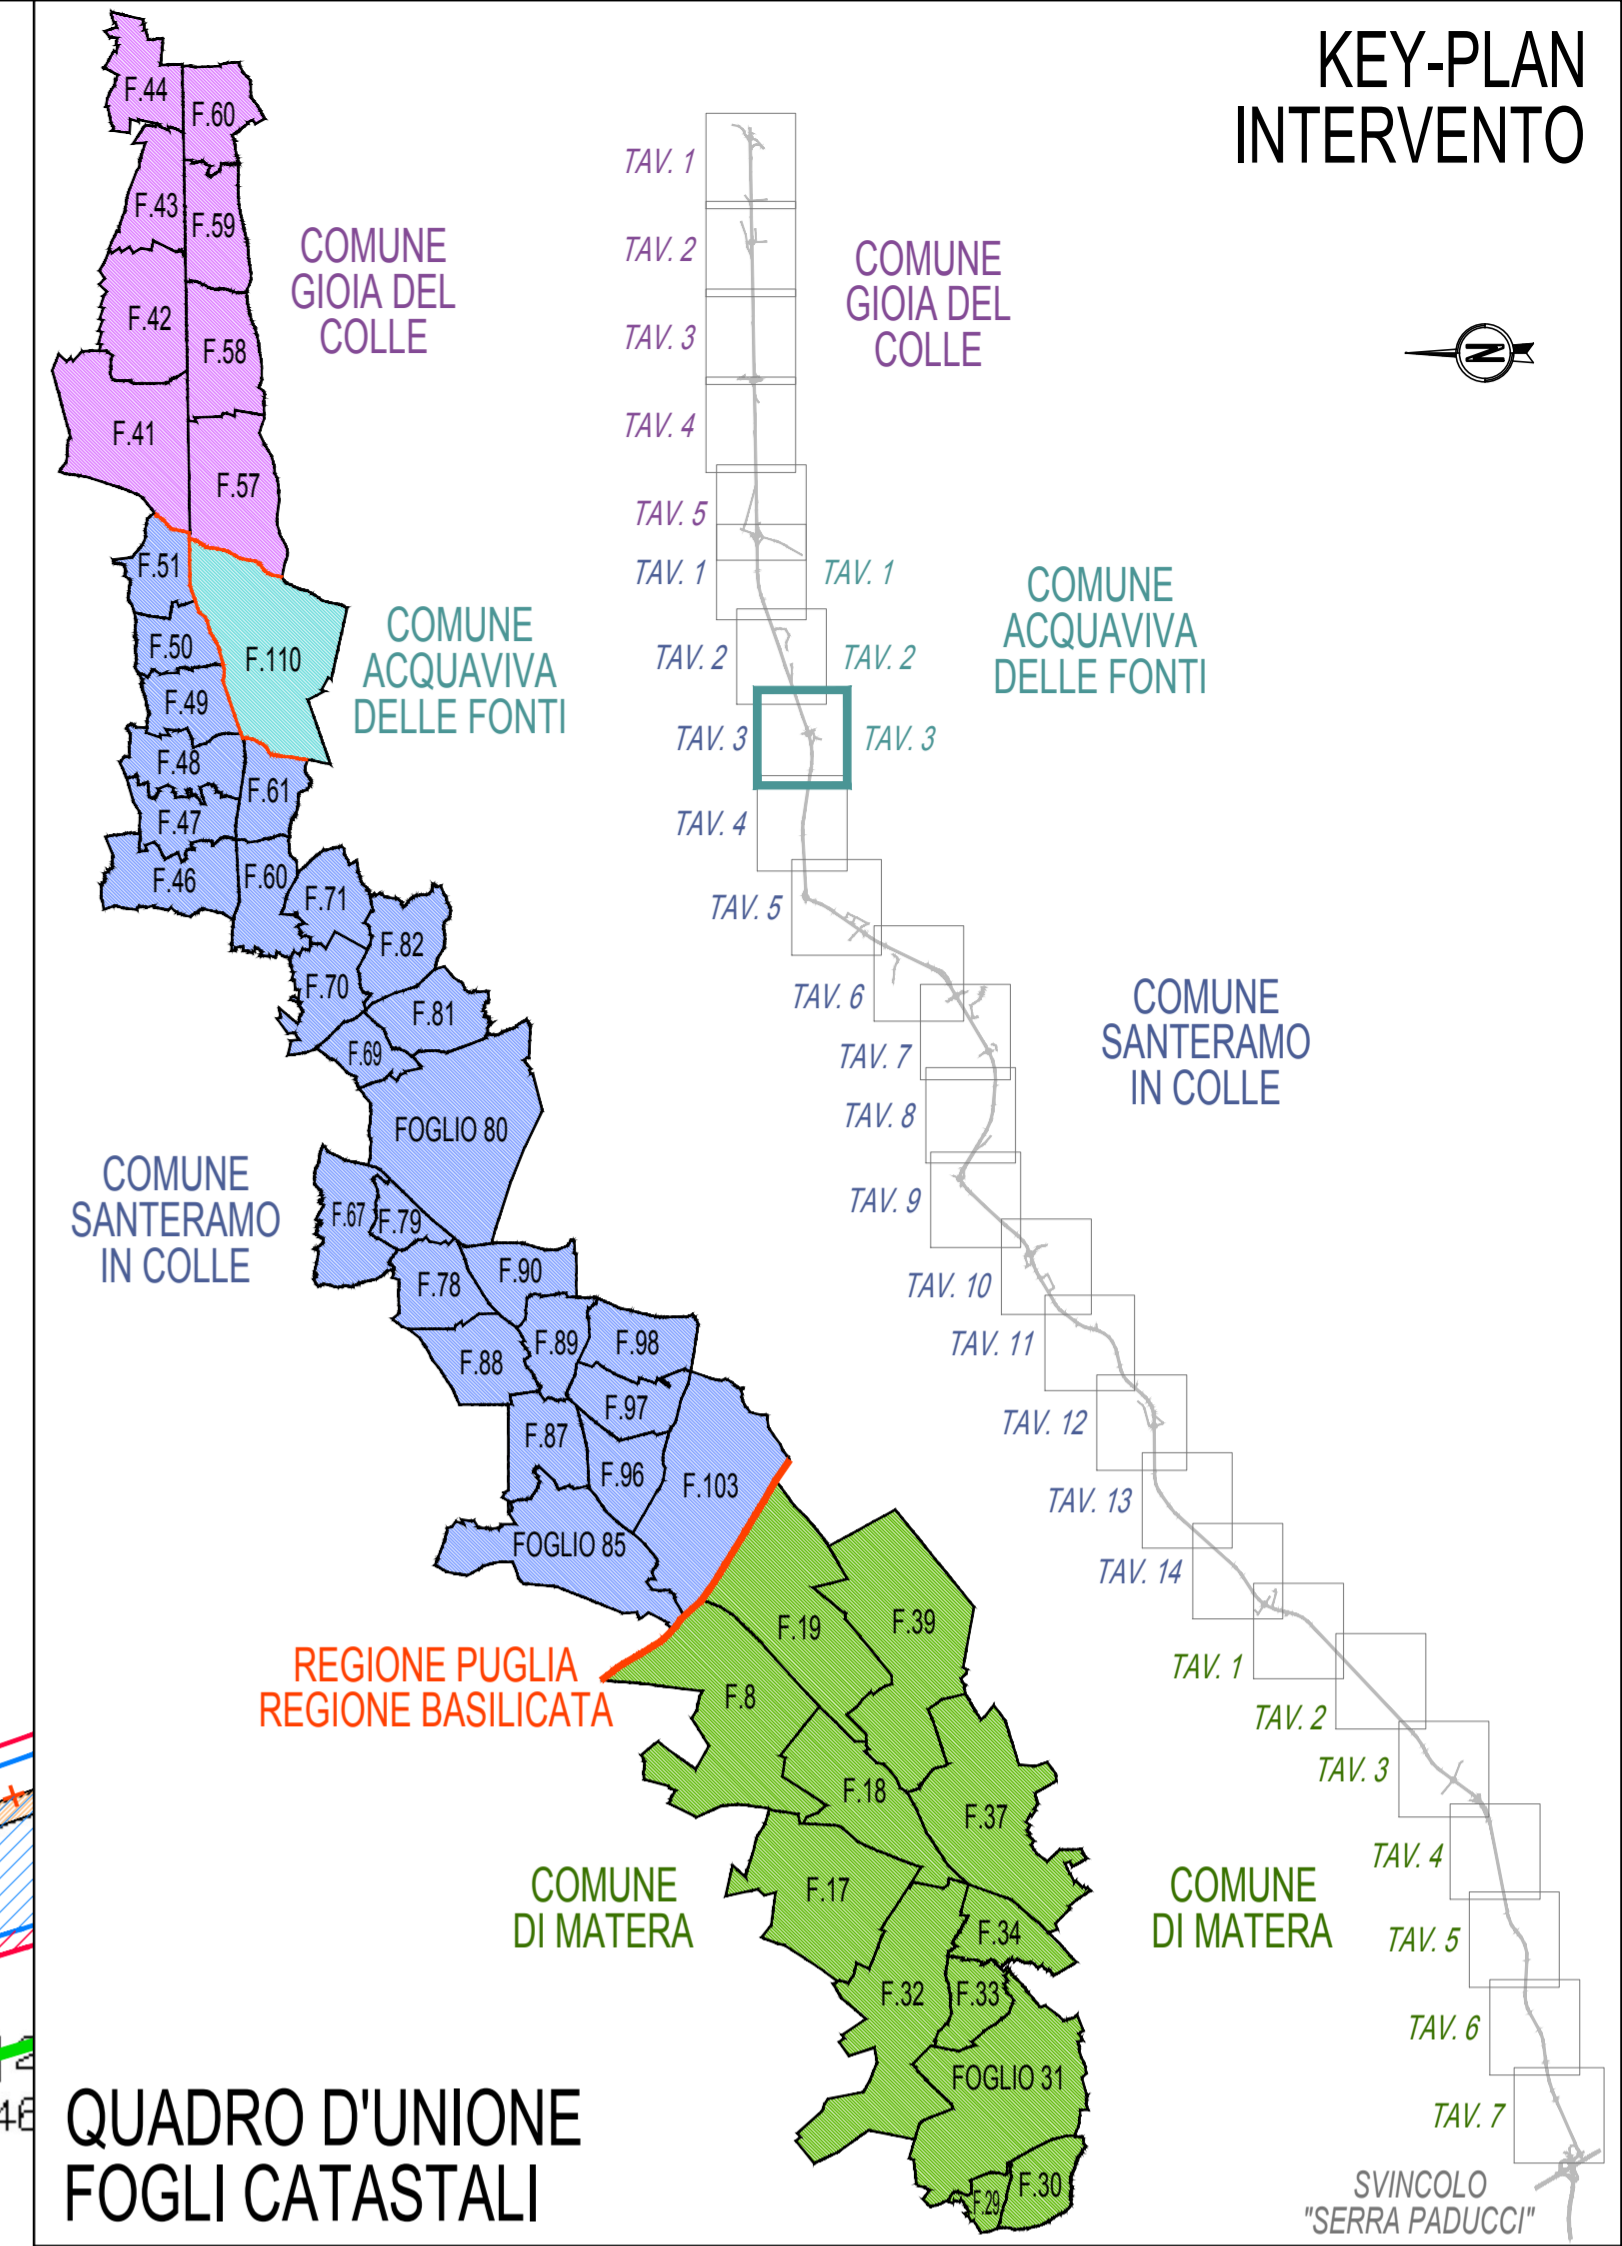 KEY-PLAN
INTERVENTO
F.44
F.60
F.43
F.59
F.42
F.58
F.41
F.57
COMUNE
GIOIA DEL
COLLE
F.51
F.50
F.49
F.48
F.47
F.46
F.110
F.61
F.60
COMUNE
ACQUAVIVA
DELLE FONTI
F.71
F.82
F.70
F.81
F.69
FOGLIO 80
F.67
F.79
F.78
F.90
F.89
F.98
F.88
F.97
F.87
F.96
F.103
FOGLIO 85
COMUNE
SANTERAMO
IN COLLE
REGIONE PUGLIA
REGIONE BASILICATA
F.19
F.39
F.8
F.18
F.37
F.17
F.34
F.32
F.33
FOGLIO 31
F.30
F.29
COMUNE
DI MATERA
QUADRO D'UNIONE
FOGLI CATASTALI
TAV. 1
TAV. 2
TAV. 3
TAV. 4
TAV. 5
COMUNE
GIOIA DEL
COLLE
N
TAV. 1
TAV. 1
TAV. 2
TAV. 2
TAV. 3
TAV. 3
COMUNE
ACQUAVIVA
DELLE FONTI
TAV. 4
TAV. 5
TAV. 6
TAV. 7
TAV. 8
TAV. 9
TAV. 10
TAV. 11
TAV. 12
TAV. 13
TAV. 14
COMUNE
SANTERAMO
IN COLLE
TAV. 1
TAV. 2
TAV. 3
TAV. 4
TAV. 5
TAV. 6
TAV. 7
COMUNE
DI MATERA
SVINCOLO
"SERRA PADUCCI"
46